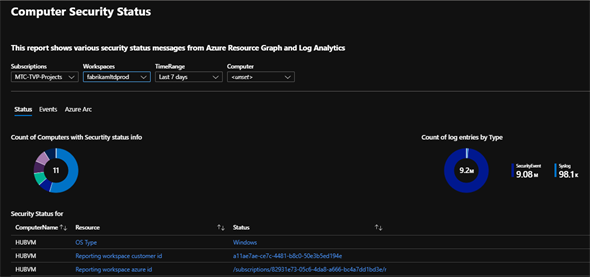 Computer Security Status
This report shows various security status messages from Azure Resource Graph and Log Analytics
Subscriptions Workspaces TimeRange Computer
MTC-TVP-Projects fabrikamltdprod Last 7 days <unset>
Status Events Azure Arc
Count of Computers with Security status info Count of log entries by Type
11 9.2M SecurityEvent 9.08 M Syslog 98.1 K
Security Status for
ComputerName Resource Status
HUBVM OS Type Windows
HUBVM Reporting workspace customer id a11ae7ae-ce7c-4481-b8c0-50e3b5ed194e
HUBVM Reporting workspace azure id /subscriptions/82931e73-05c6-4da8-a666-bc4a7dd1bd3e/r